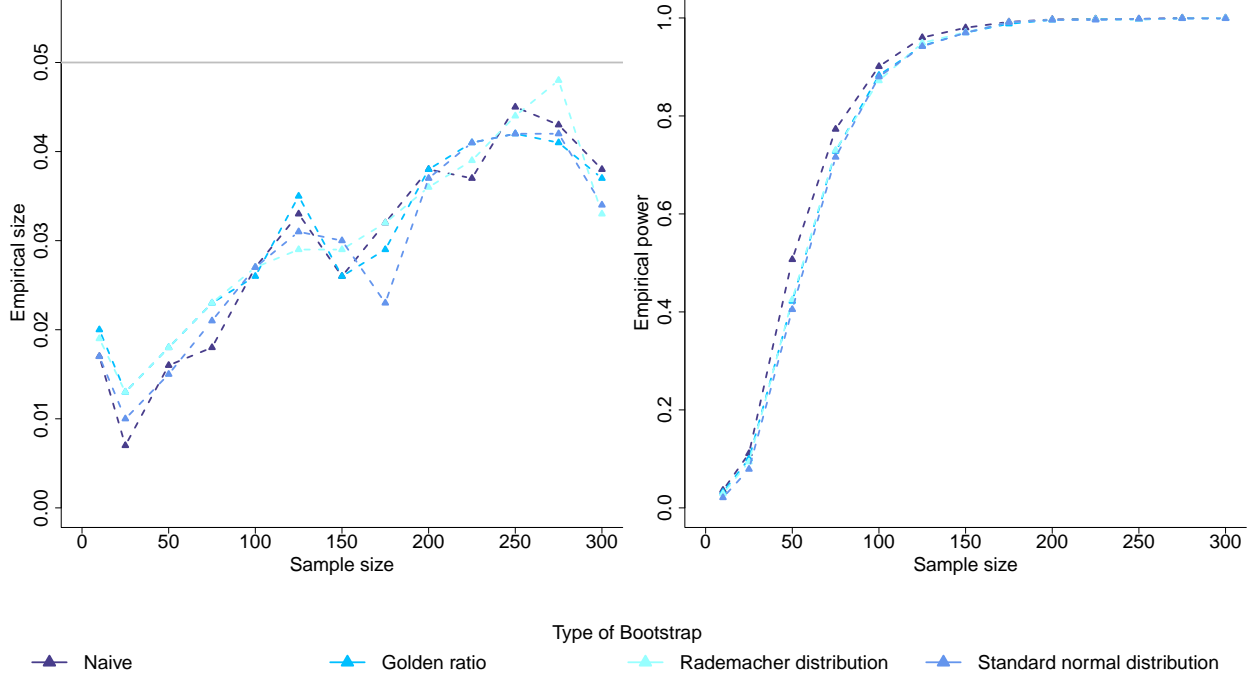 Empirical size
0.00
0.01
0.02
0.03
0.04
0.05
0 50 100 150 200 250 300
Sample size
Empirical power
0.0
0.2
0.4
0.6
0.8
1.0
0 50 100 150 200 250 300
Sample size
Type of Bootstrap
Naive Golden ratio Rademacher distribution Standard normal distribution